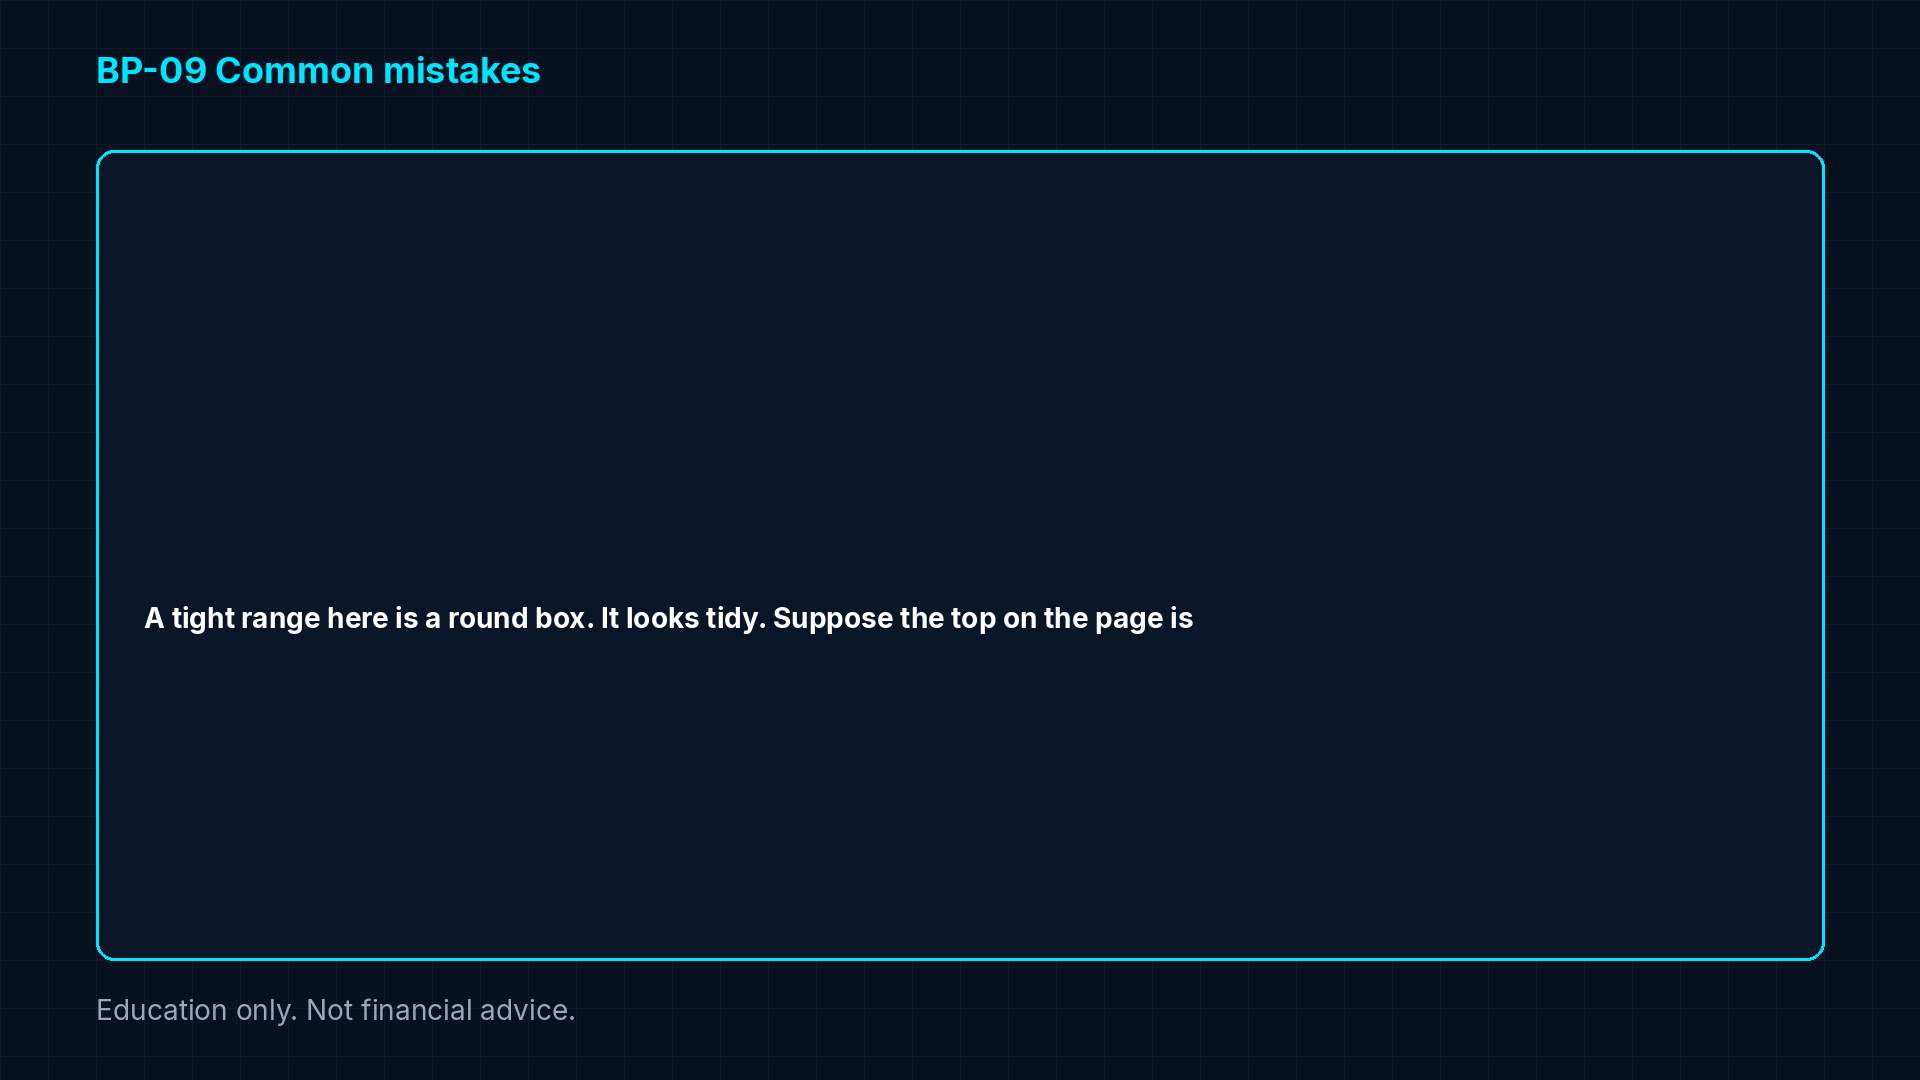 BP-09 Common mistakes
A tight range here is a round box. It looks tidy. Suppose the top on the page is
Education only. Not financial advice.